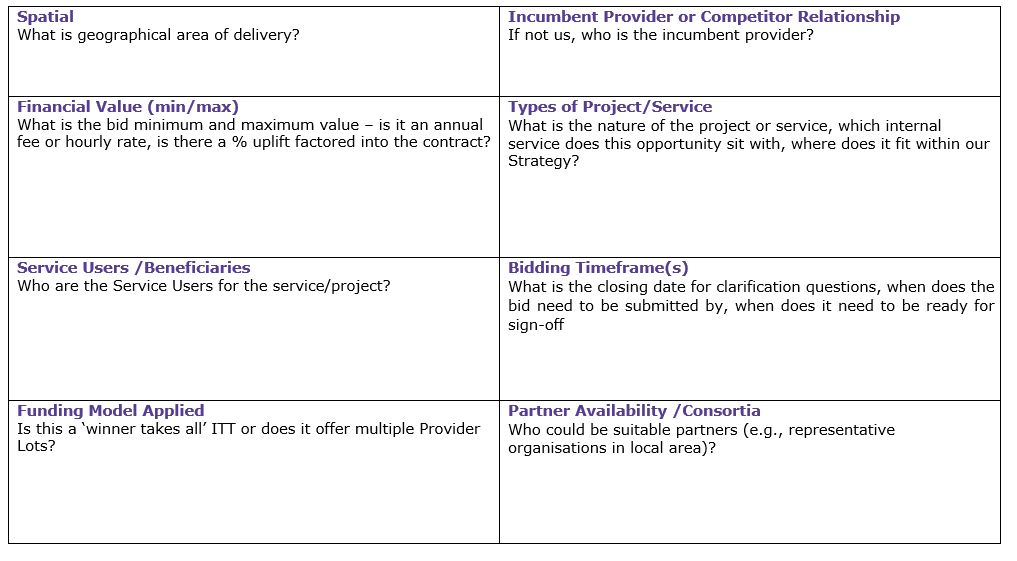 Spatial
What is geographical area of delivery?
Incumbent Provider or Competitor Relationship
If not us, who is the incumbent provider?
Financial Value (min/max)
What is the bid minimum and maximum value – is it an annual
fee or hourly rate, is there a % uplift factored into the contract?
Types of Project/Service
What is the nature of the project or service, which internal
service does this opportunity sit with, where does it fit within our
Strategy?
Service Users /Beneficiaries
Who are the Service Users for the service/project?
Bidding Timeframe(s)
What is the closing date for clarification questions, when does the
bid need to be submitted by, when does it need to be ready for
sign-off
Funding Model Applied
Is this a ‘winner takes all’ ITT or does it offer multiple Provider
Lots?
Partner Availability /Consortia
Who could be suitable partners (e.g., representative
organisations in local area)?